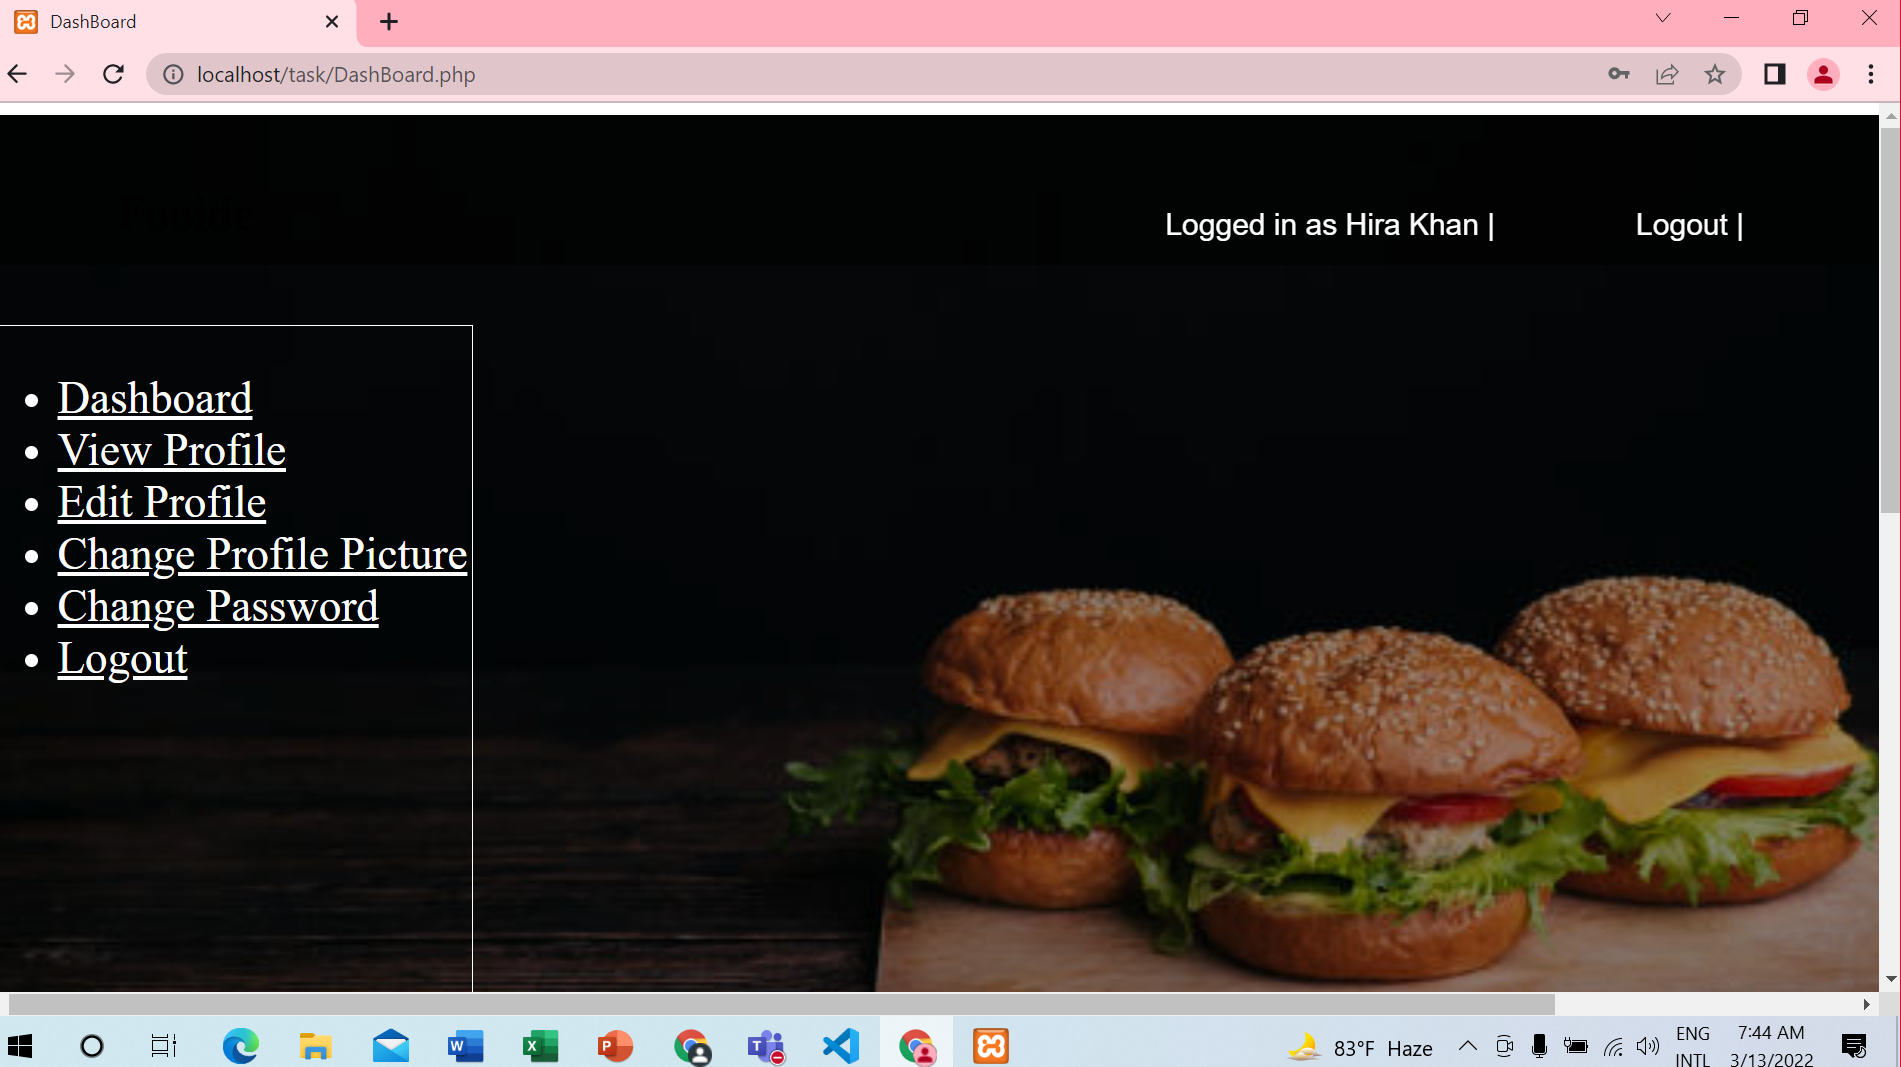 DashBoard
localhost/task/DashBoard.php
Logged in as Hira Khan |
Logout |
Dashboard
View Profile
Edit Profile
Change Profile Picture
Change Password
Logout
83°F Haze
ENG
INTL
7:44 AM
3/13/2022